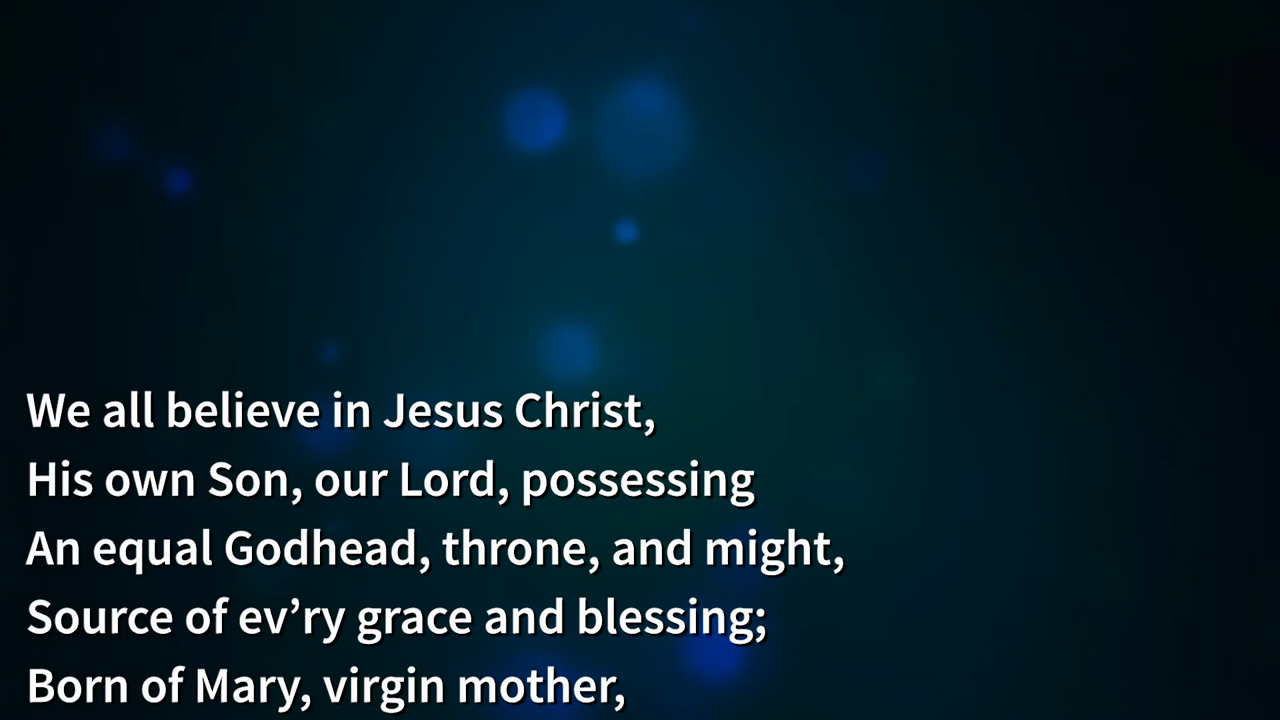 We all believe in Jesus Christ,
His own Son, our Lord, possessing
An equal Godhead, throne, and might,
Source of ev’ry grace and blessing;
Born of Mary, virgin mother,